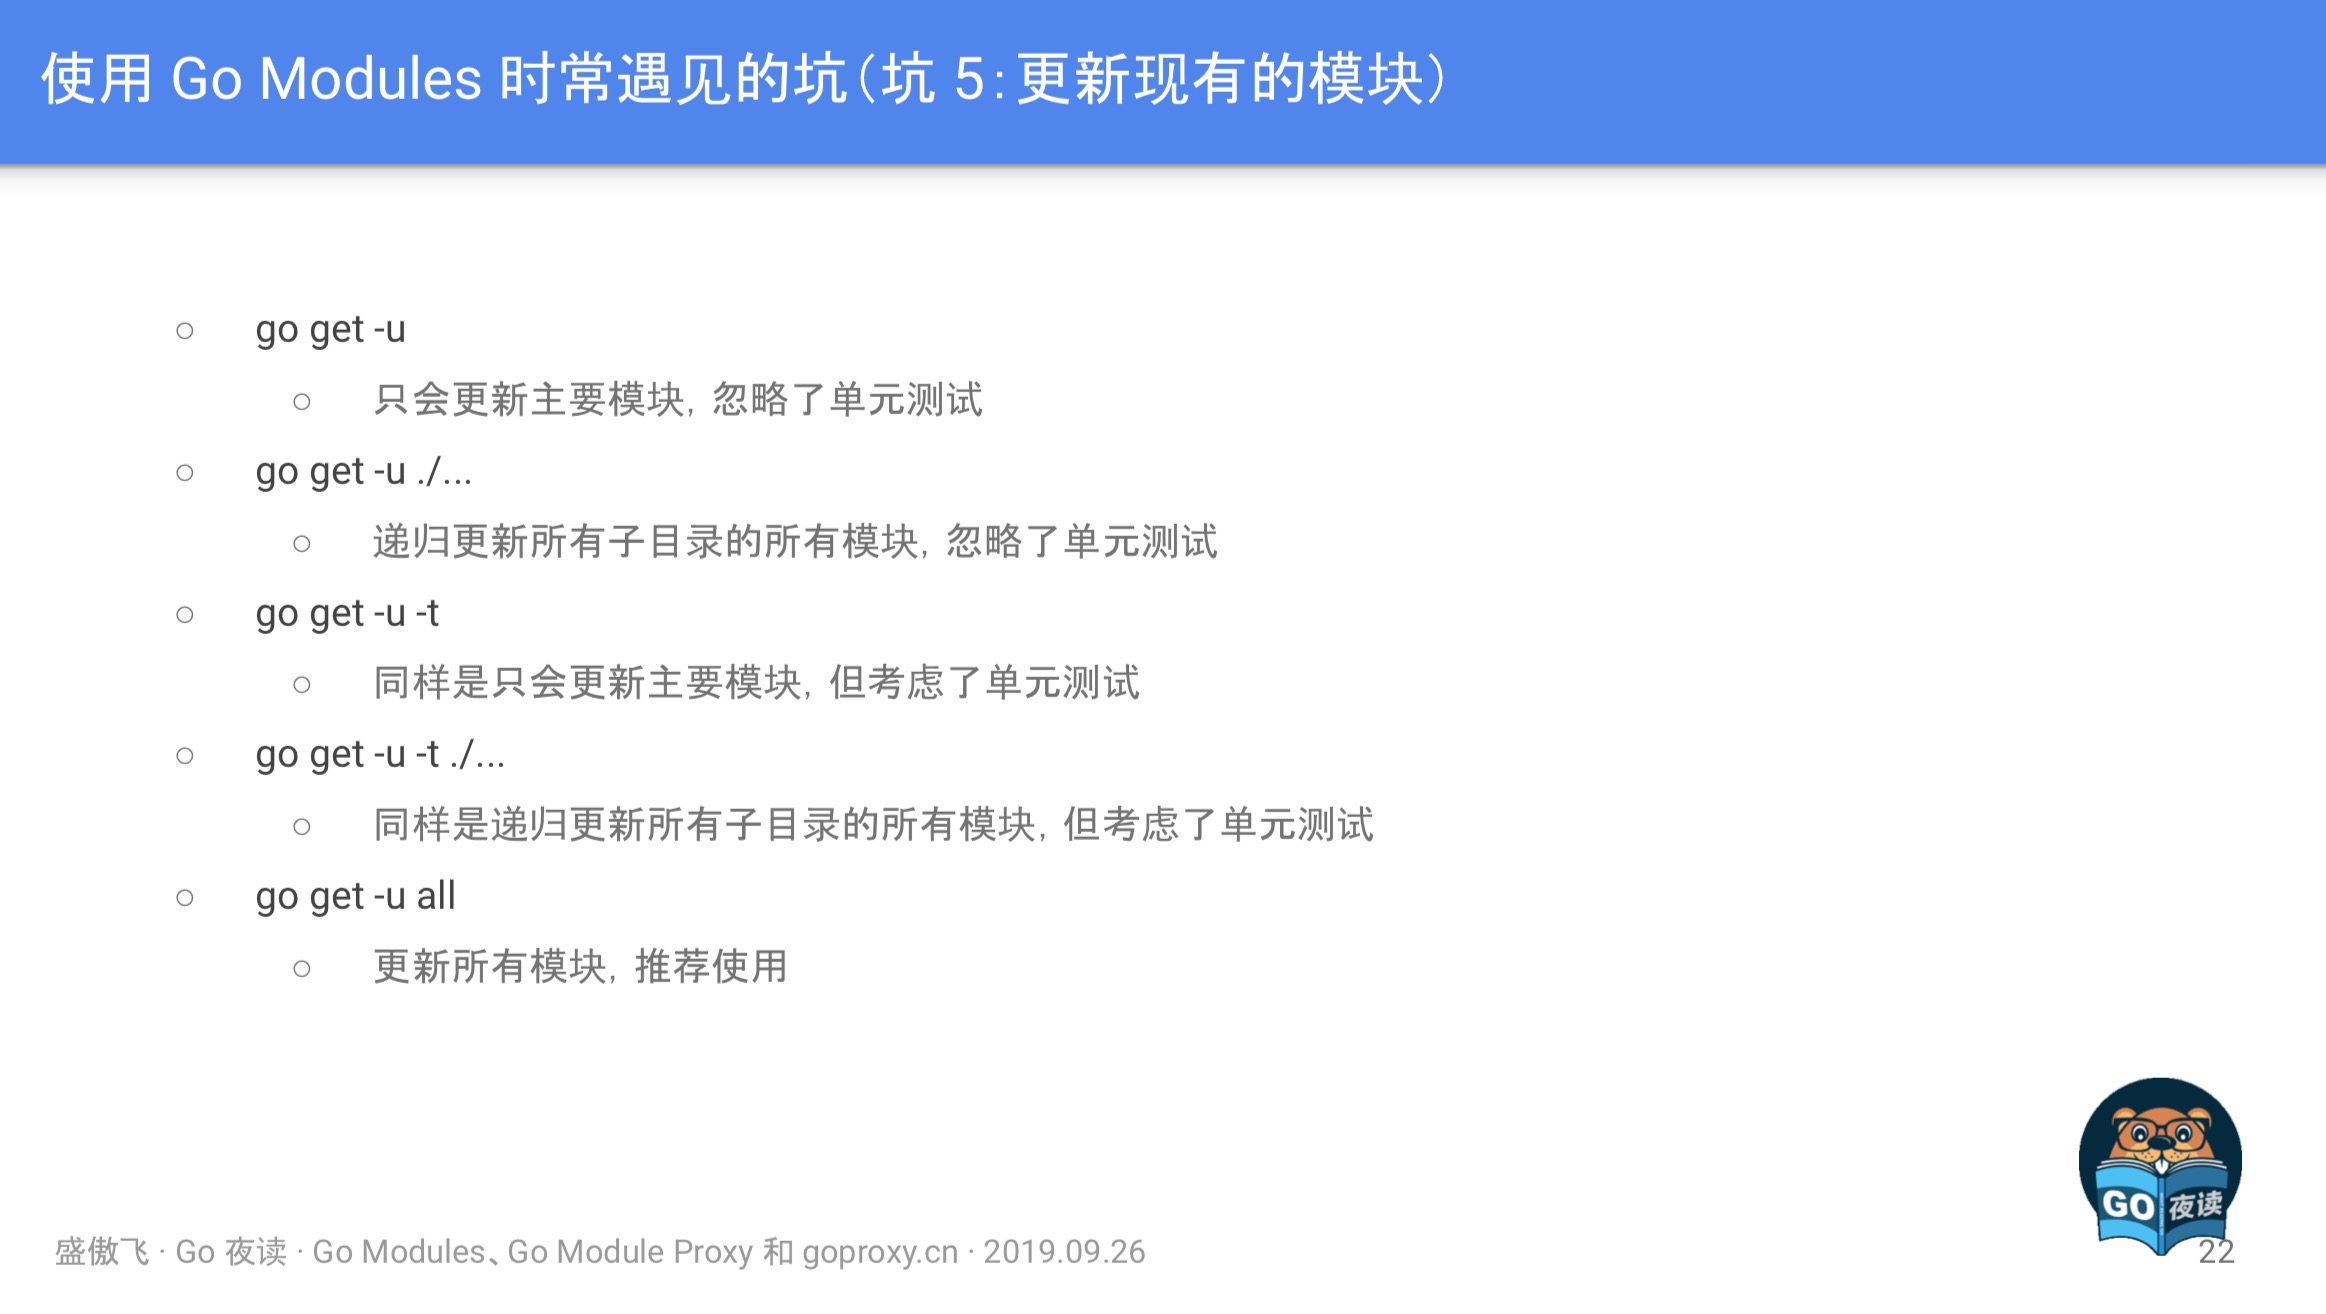 使用 Go Modules 时常遇见的坑（坑 5：更新现有的模块）
go get -u
只会更新主要模块，忽略了单元测试
go get -u ./...
递归更新所有子目录的所有模块，忽略了单元测试
go get -u -t
同样是只会更新主要模块，但考虑了单元测试
go get -u -t ./...
同样是递归更新所有子目录的所有模块，但考虑了单元测试
go get -u all
更新所有模块，推荐使用
GO 夜读
盛傲飞 · Go 夜读 · Go Modules、Go Module Proxy 和 goproxy.cn · 2019.09.26
22